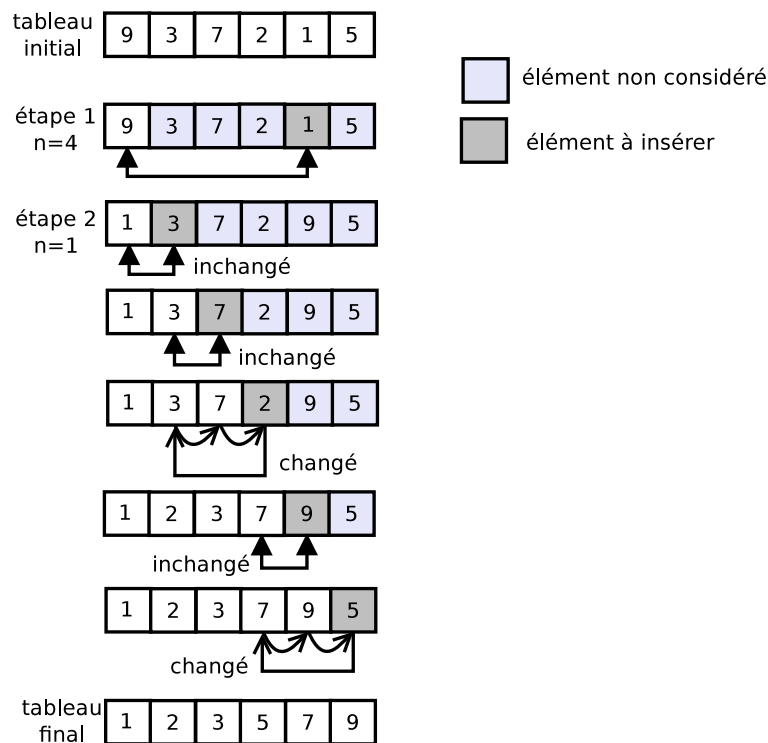 tableau
initial
9 3 7 2 1 5
élément non considéré
élément à insérer
étape 1
n=4
9 3 7 2 1 5
étape 2
n=1
1 3 7 2 9 5
inchangé
1 3 7 2 9 5
inchangé
1 3 7 2 9 5
changé
1 2 3 7 9 5
inchangé
1 2 3 7 9 5
changé
tableau
final
1 2 3 5 7 9